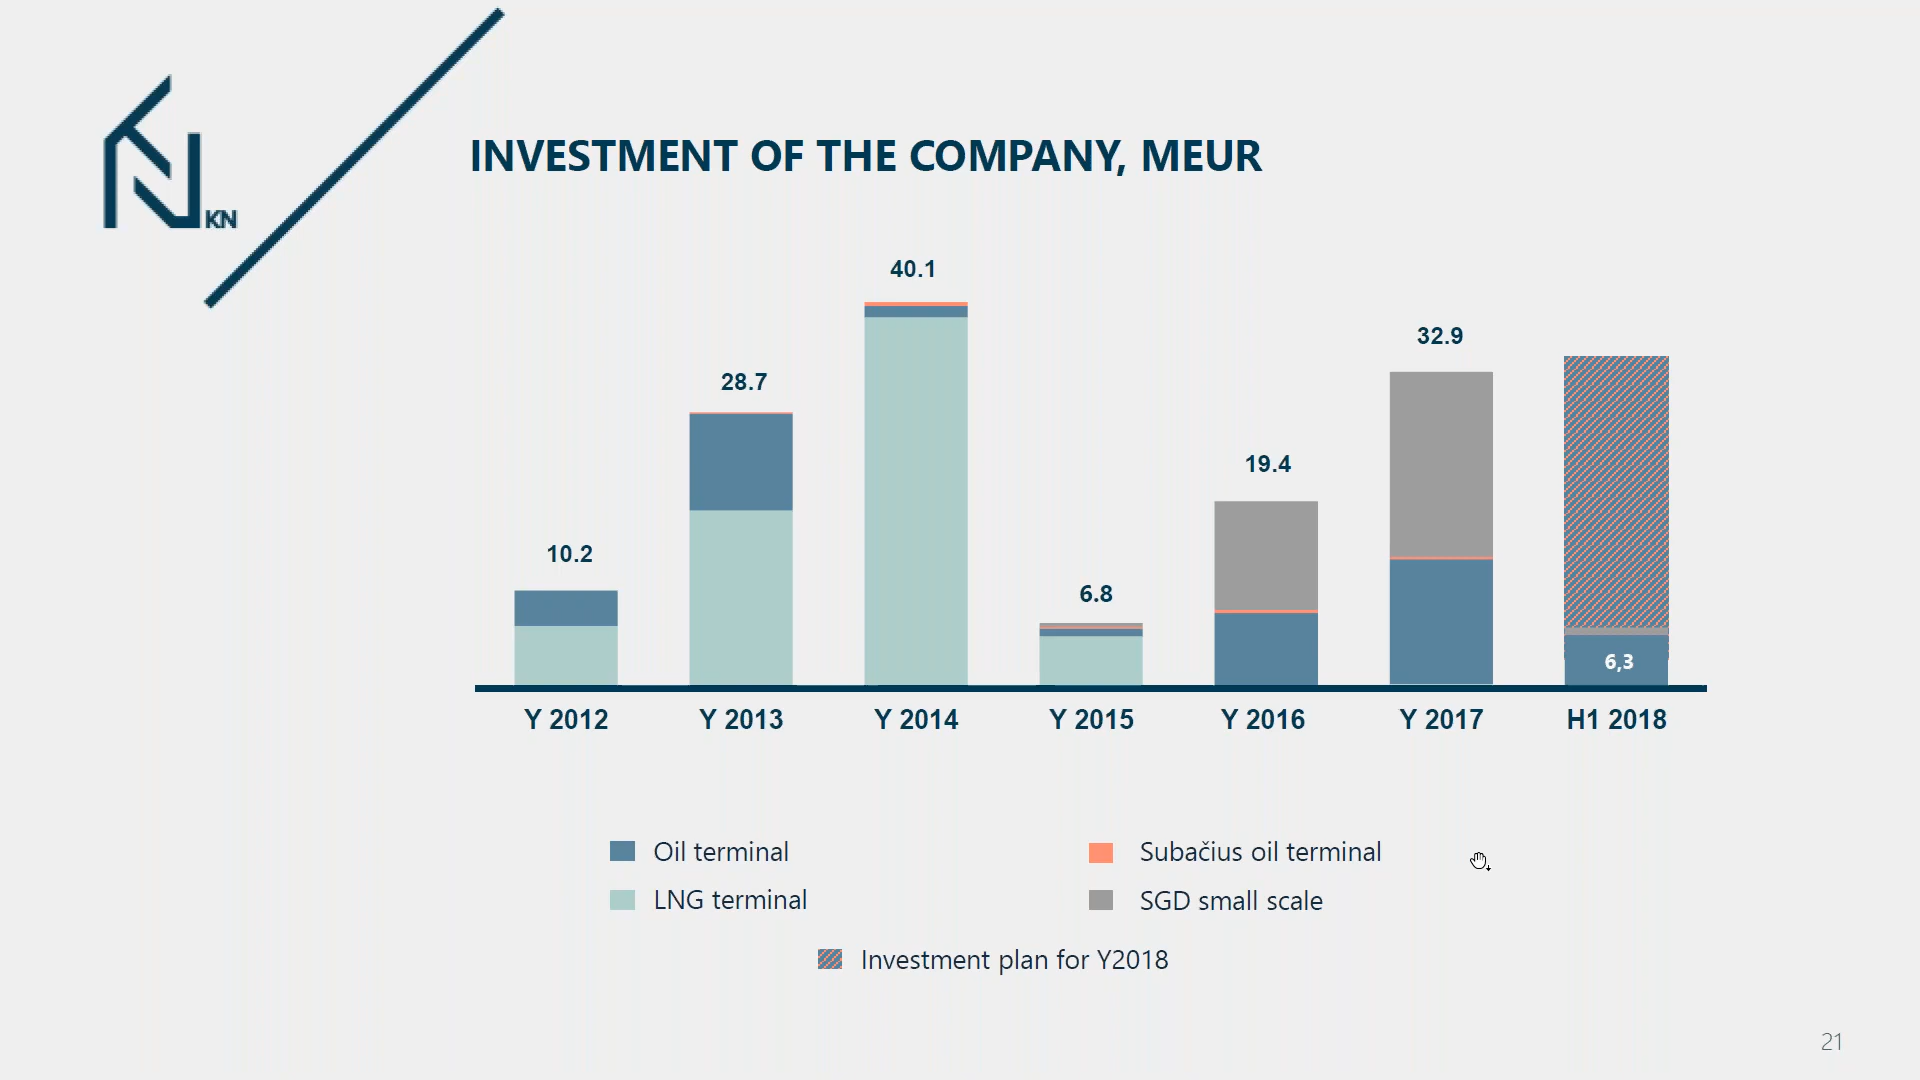 KN
INVESTMENT OF THE COMPANY, MEUR
10.2
28.7
40.1
6.8
19.4
32.9
6,3
Y 2012
Y 2013
Y 2014
Y 2015
Y 2016
Y 2017
H1 2018
Oil terminal
Subačius oil terminal
LNG terminal
SGD small scale
Investment plan for Y2018
21